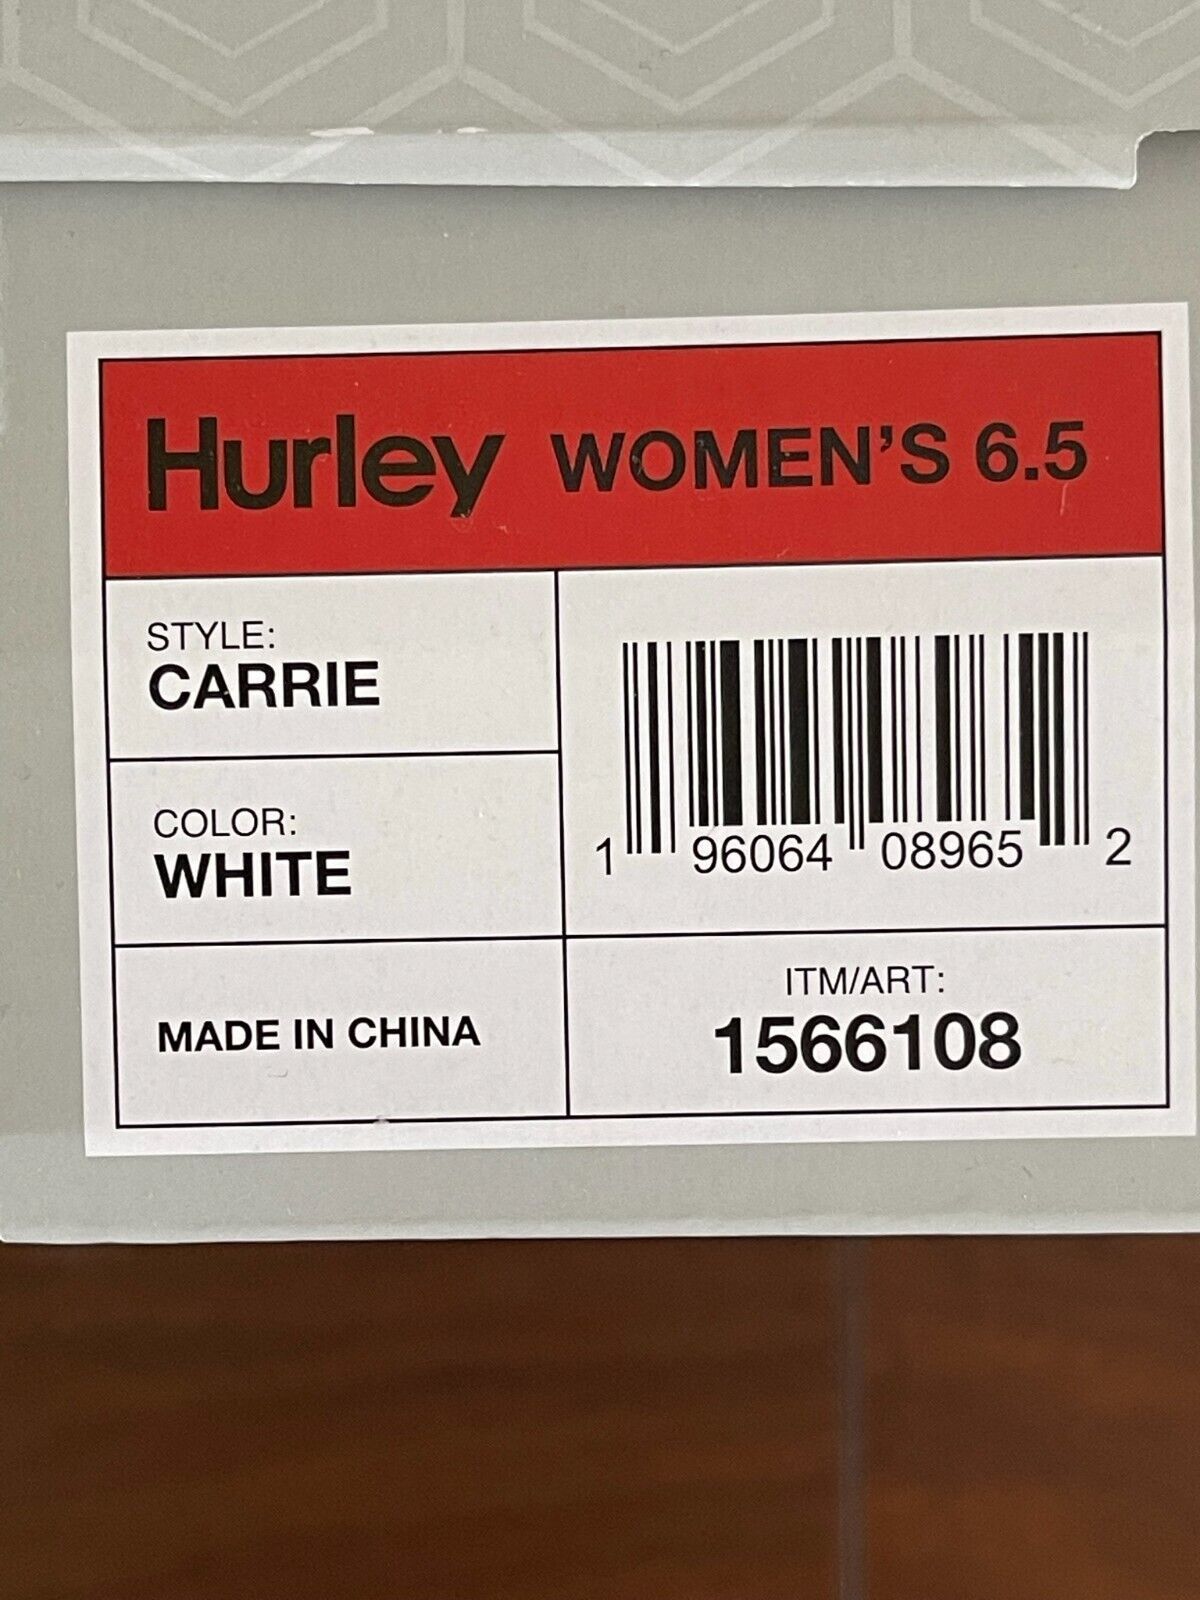 Hurley WOMEN'S 6.5
STYLE:
CARRIE
COLOR:
WHITE
MADE IN CHINA
1 96064 08965 2
ITM/ART:
1566108